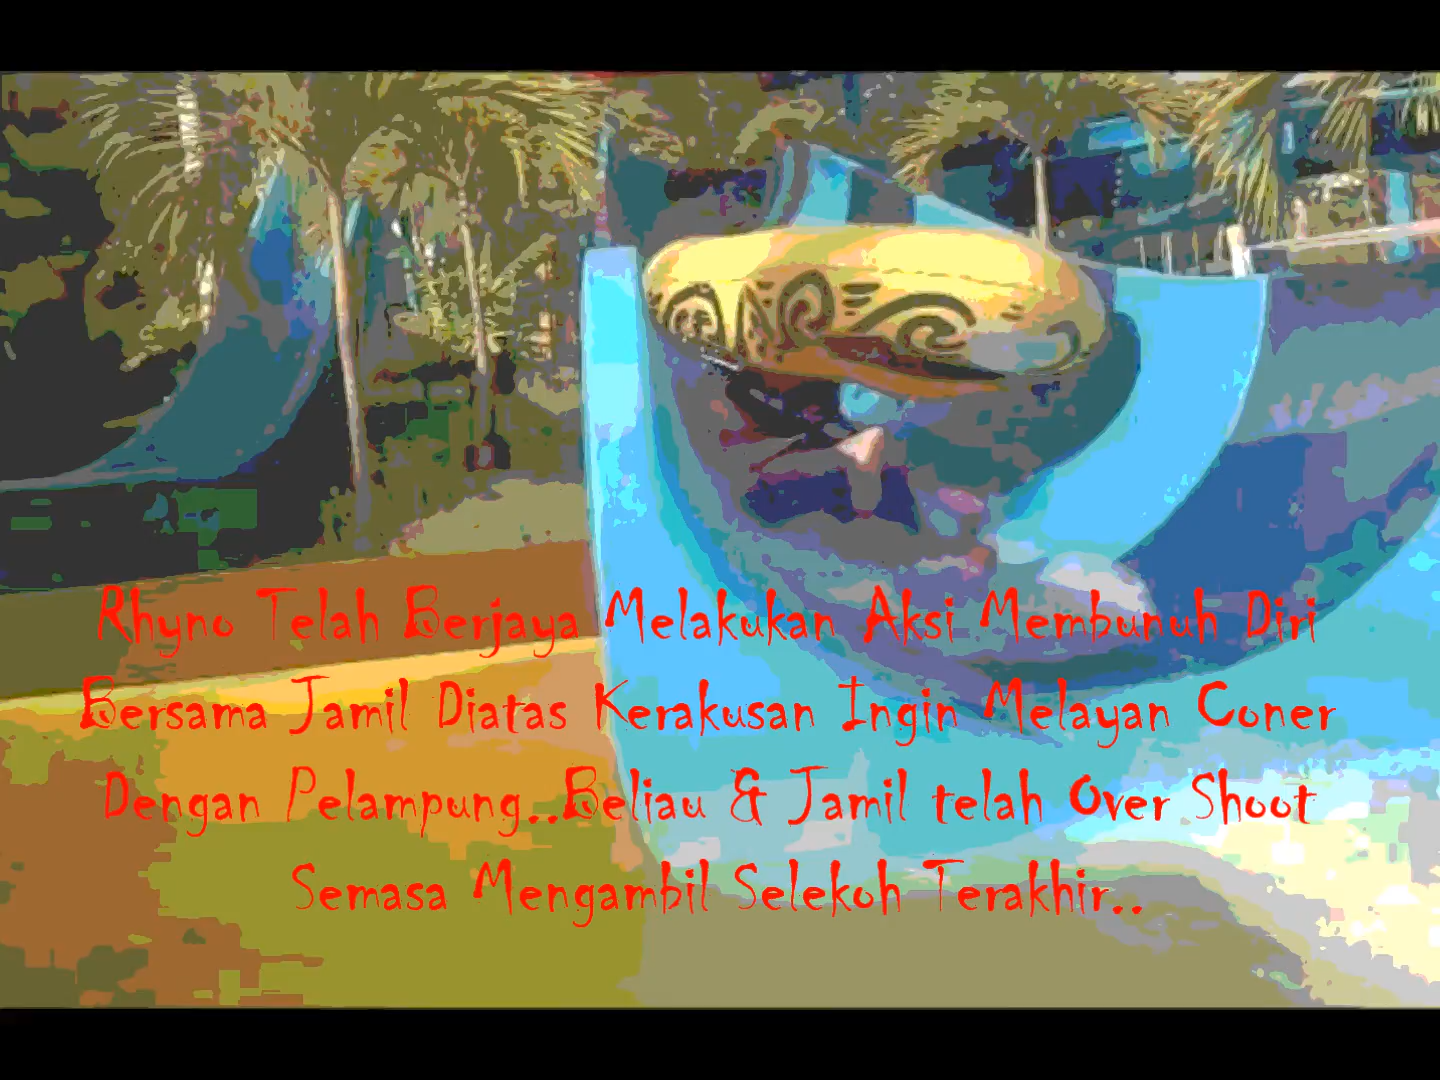 Rhyno Telah Berjaya Melakukan Aksi Membunuh Diri
Bersama Jamil Diatas Kerakusan Ingin Melayan Coner
Dengan Pelampung..Beliau & Jamil telah Over Shoot
Semasa Mengambil Selekoh Terakhir..